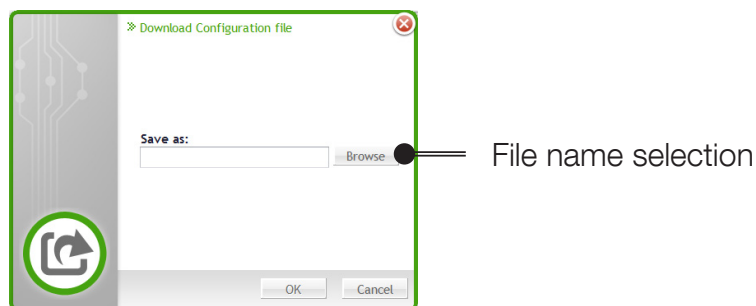 » Download Configuration file
Save as:
Browse
File name selection
OK Cancel